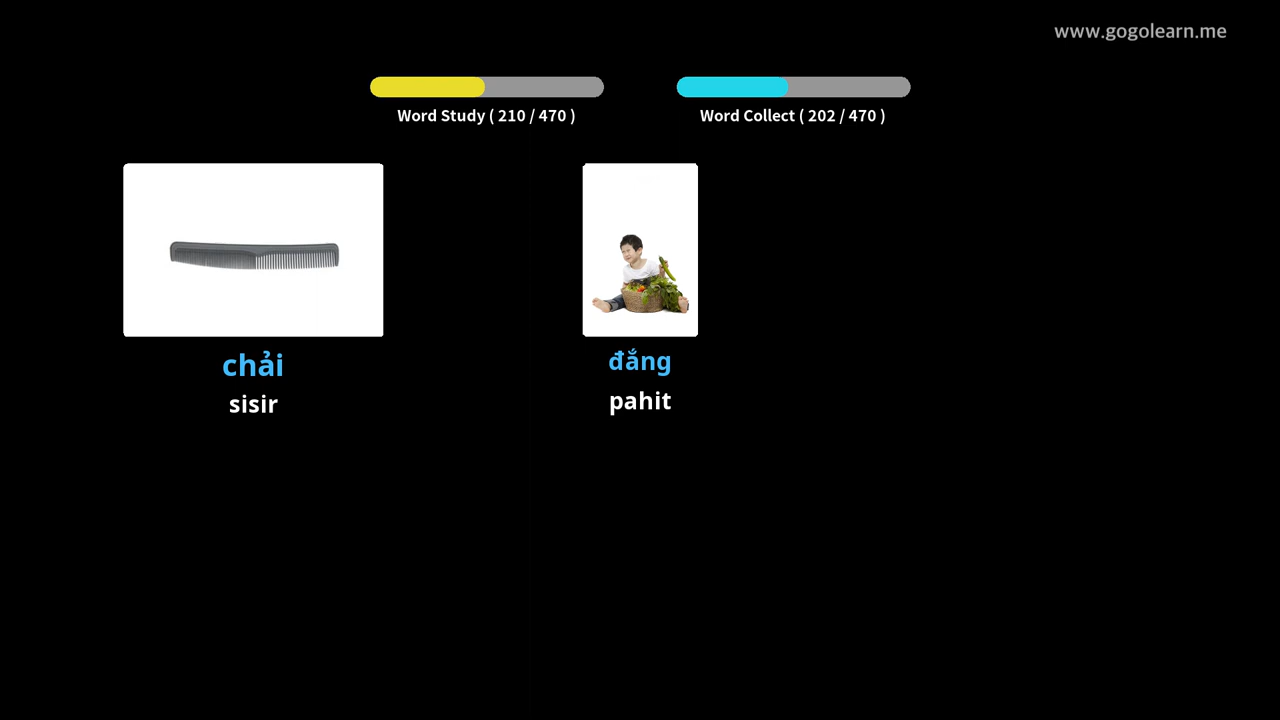 www.gogolearn.me
Word Study ( 210 / 470 )
Word Collect ( 202 / 470 )
chải
sisir
đắng
pahit